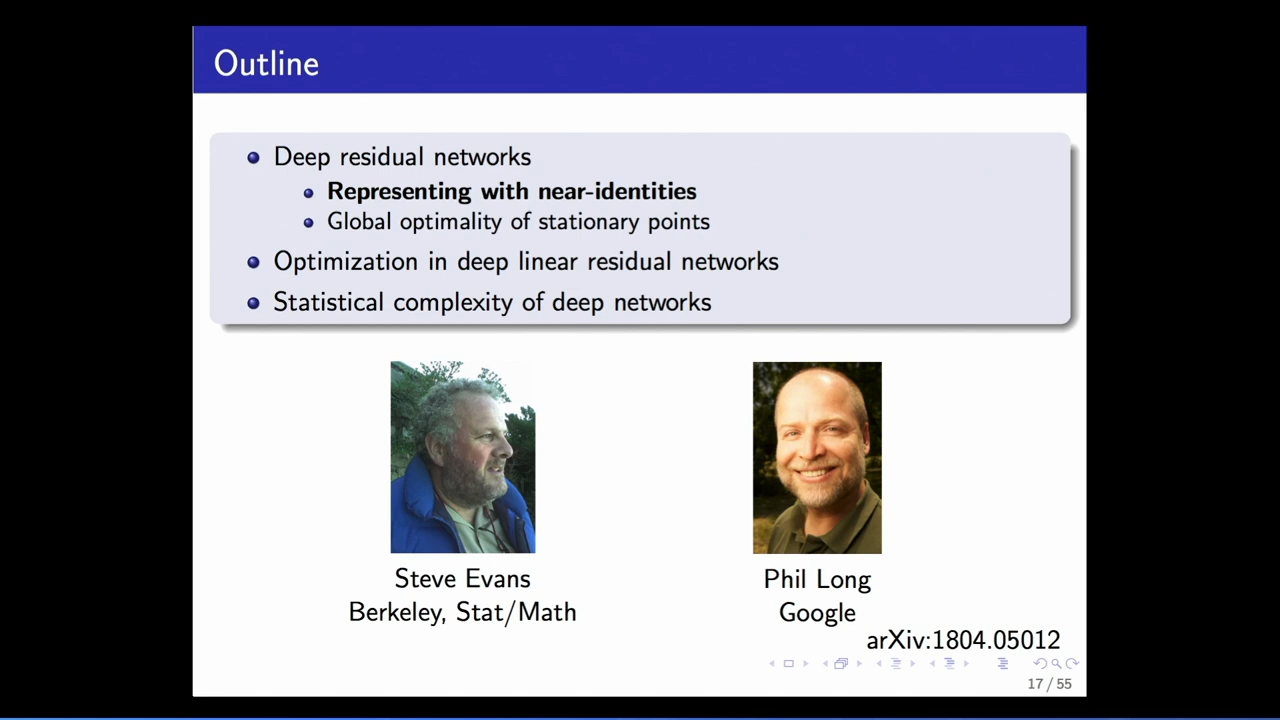 Outline
Deep residual networks
Representing with near-identities
Global optimality of stationary points
Optimization in deep linear residual networks
Statistical complexity of deep networks
Steve Evans
Berkeley, Stat/Math
Phil Long
Google
arXiv:1804.05012
17 / 55